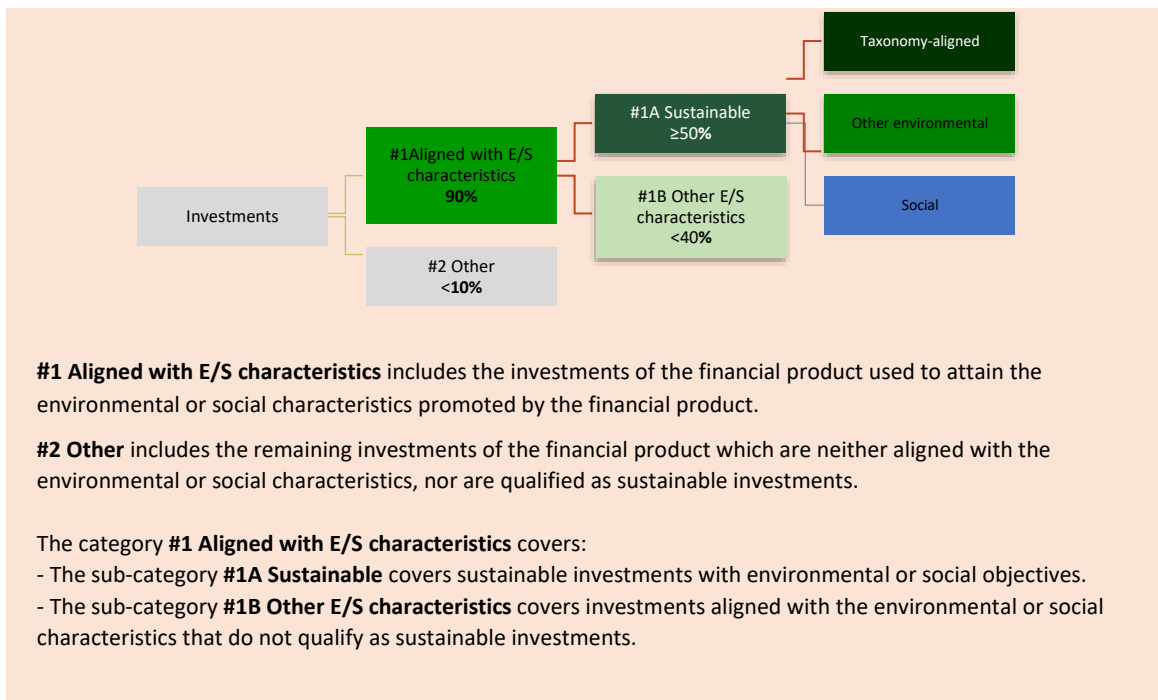 Taxonomy-aligned
#1A Sustainable
≥50%
Other environmental
#1Aligned with E/S
characteristics
90%
#1B Other E/S
characteristics
<40%
Social
Investments
#2 Other
<10%
#1 Aligned with E/S characteristics includes the investments of the financial product used to attain the
environmental or social characteristics promoted by the financial product.
#2 Other includes the remaining investments of the financial product which are neither aligned with the
environmental or social characteristics, nor are qualified as sustainable investments.
The category #1 Aligned with E/S characteristics covers:
- The sub-category #1A Sustainable covers sustainable investments with environmental or social objectives.
- The sub-category #1B Other E/S characteristics covers investments aligned with the environmental or social
characteristics that do not qualify as sustainable investments.